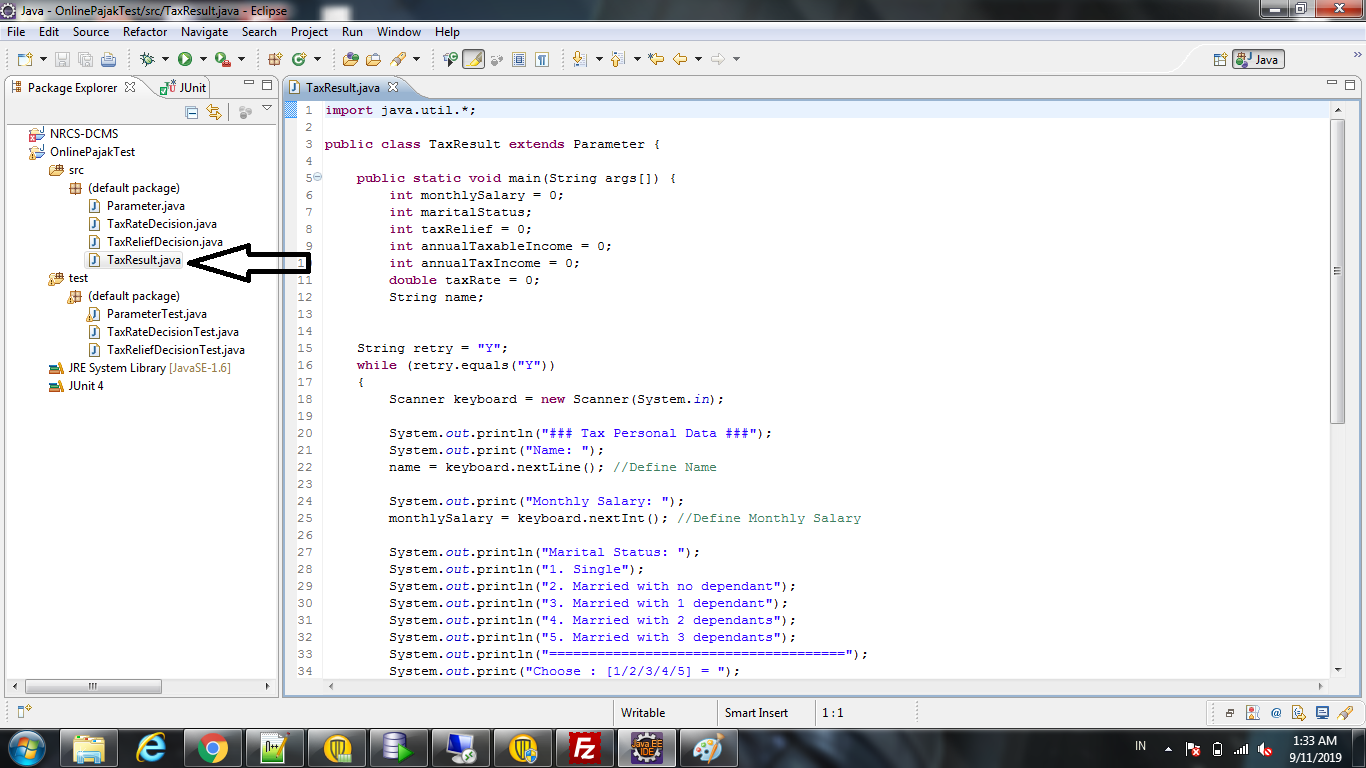 Java - OnlinePajakTest/src/TaxResult.java - Eclipse
File Edit Source Refactor Navigate Search Project Run Window Help
Java
Package Explorer JUnit
NRCS-DCMS
OnlinePajakTest
src
(default package)
Parameter.java
TaxRateDecision.java
TaxReliefDecision.java
TaxResult.java
test
(default package)
ParameterTest.java
TaxRateDecisionTest.java
TaxReliefDecisionTest.java
JRE System Library [JavaSE-1.6]
JUnit 4
TaxResult.java
1 import java.util.*;
2
3 public class TaxResult extends Parameter {
4
5 public static void main(String args[]) {
6 int monthlySalary = 0;
7 int maritalStatus;
8 int taxRelief = 0;
9 int annualTaxableIncome = 0;
1 int annualTaxIncome = 0;
11 double taxRate = 0;
12 String name;
13
14
15 String retry = "Y";
16 while (retry.equals("Y"))
17 {
18 Scanner keyboard = new Scanner(System.in);
19
20 System.out.println("### Tax Personal Data ###");
21 System.out.print("Name: ");
22 name = keyboard.nextLine(); //Define Name
23
24 System.out.print("Monthly Salary: ");
25 monthlySalary = keyboard.nextInt(); //Define Monthly Salary
26
27 System.out.println("Marital Status: ");
28 System.out.println("1. Single");
29 System.out.println("2. Married with no dependant");
30 System.out.println("3. Married with 1 dependant");
31 System.out.println("4. Married with 2 dependants");
32 System.out.println("5. Married with 3 dependants");
33 System.out.println("=====================================");
34 System.out.print("Choose : [1/2/3/4/5] = ");
Writable Smart Insert 1 : 1
Java EE
IDE
IN
1:33 AM
9/11/2019